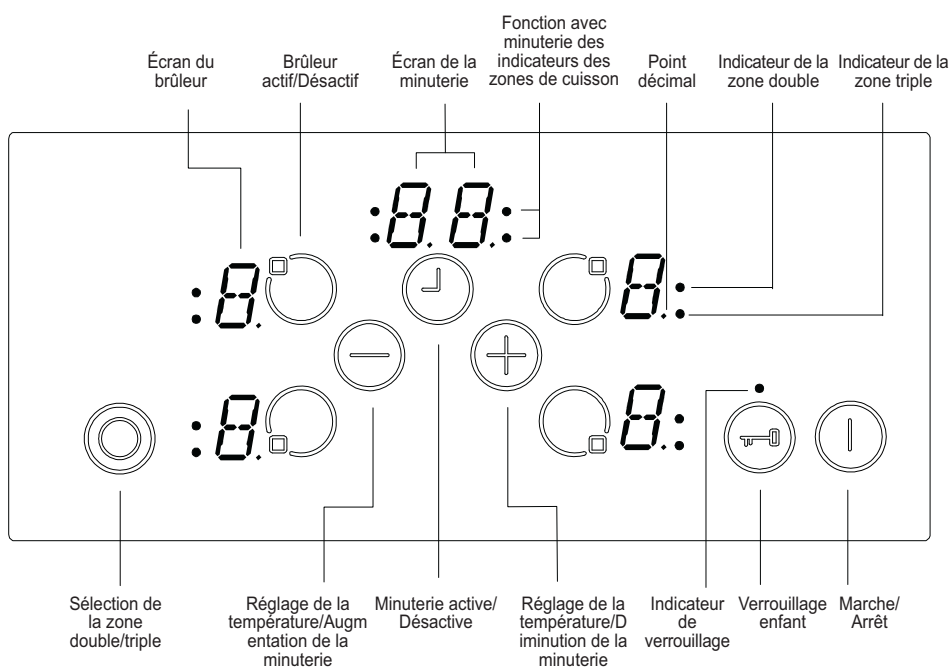 Écran du
brûleur
Brûleur
actif/Désactif
Écran de la
minuterie
Fonction avec
minuterie des
indicateurs des
zones de cuisson
Point
décimal
Indicateur de la
zone double
Indicateur de la
zone triple
Sélection de
la zone
double/triple
Réglage de la
température/Augm
entation de la
minuterie
Minuterie active/
Désactive
Réglage de la
température/D
iminution de la
minuterie
Indicateur
de
verrouillage
Verrouillage
enfant
Marche/
Arrêt